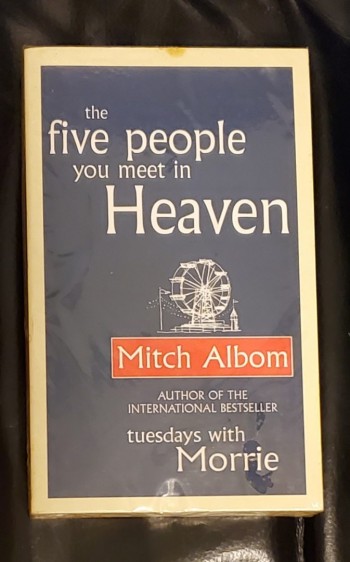 the
five people
you meet in
Heaven
Mitch Albom
AUTHOR OF THE
INTERNATIONAL BESTSELLER
tuesdays with
Morrie